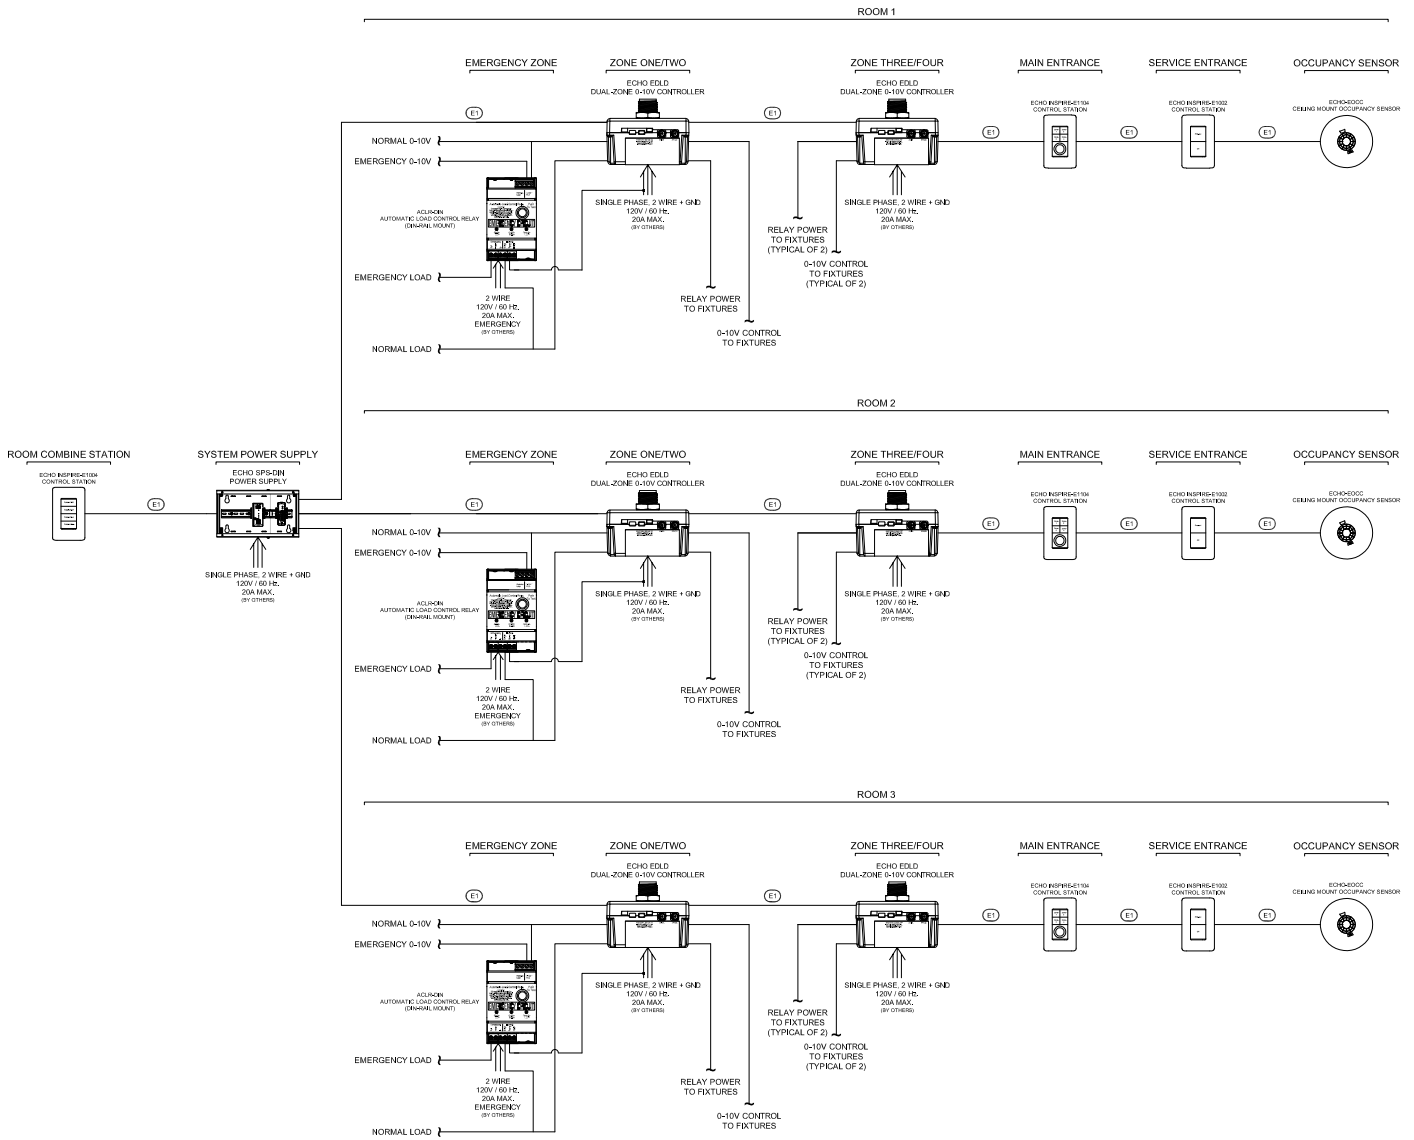 ROOM 1
EMERGENCY ZONE
ZONE ONE/TWO
ECHO EDLD
DUAL-ZONE 0-10V CONTROLLER
ZONE THREE/FOUR
ECHO EDLD
DUAL-ZONE 0-10V CONTROLLER
MAIN ENTRANCE
ECHO INSPIRE-E1104
CONTROL STATION
SERVICE ENTRANCE
ECHO INSPIRE-E1002
CONTROL STATION
OCCUPANCY SENSOR
ECHO-EOCC
CEILING MOUNT OCCUPANCY SENSOR
E1
E1
E1
E1
E1
NORMAL 0-10V
EMERGENCY 0-10V
ACLR-DIN
AUTOMATIC LOAD CONTROL RELAY
(DIN-RAIL MOUNT)
EMERGENCY LOAD
2 WIRE
120V / 60 Hz.
20A MAX.
EMERGENCY
(BY OTHERS)
NORMAL LOAD
SINGLE PHASE, 2 WIRE + GND
120V / 60 Hz.
20A MAX.
(BY OTHERS)
RELAY POWER
TO FIXTURES
0-10V CONTROL
TO FIXTURES
RELAY POWER
TO FIXTURES
(TYPICAL OF 2)
0-10V CONTROL
TO FIXTURES
(TYPICAL OF 2)
SINGLE PHASE, 2 WIRE + GND
120V / 60 Hz.
20A MAX.
(BY OTHERS)
ROOM COMBINE STATION
ECHO INSPIRE-E1004
CONTROL STATION
E1
SYSTEM POWER SUPPLY
ECHO SPS-DIN
POWER SUPPLY
SINGLE PHASE, 2 WIRE + GND
120V / 60 Hz.
20A MAX.
(BY OTHERS)
ROOM 2
EMERGENCY ZONE
ZONE ONE/TWO
ECHO EDLD
DUAL-ZONE 0-10V CONTROLLER
ZONE THREE/FOUR
ECHO EDLD
DUAL-ZONE 0-10V CONTROLLER
MAIN ENTRANCE
ECHO INSPIRE-E1104
CONTROL STATION
SERVICE ENTRANCE
ECHO INSPIRE-E1002
CONTROL STATION
OCCUPANCY SENSOR
ECHO-EOCC
CEILING MOUNT OCCUPANCY SENSOR
E1
E1
E1
E1
E1
NORMAL 0-10V
EMERGENCY 0-10V
ACLR-DIN
AUTOMATIC LOAD CONTROL RELAY
(DIN-RAIL MOUNT)
EMERGENCY LOAD
2 WIRE
120V / 60 Hz.
20A MAX.
EMERGENCY
(BY OTHERS)
NORMAL LOAD
SINGLE PHASE, 2 WIRE + GND
120V / 60 Hz.
20A MAX.
(BY OTHERS)
RELAY POWER
TO FIXTURES
0-10V CONTROL
TO FIXTURES
RELAY POWER
TO FIXTURES
(TYPICAL OF 2)
0-10V CONTROL
TO FIXTURES
(TYPICAL OF 2)
SINGLE PHASE, 2 WIRE + GND
120V / 60 Hz.
20A MAX.
(BY OTHERS)
ROOM 3
EMERGENCY ZONE
ZONE ONE/TWO
ECHO EDLD
DUAL-ZONE 0-10V CONTROLLER
ZONE THREE/FOUR
ECHO EDLD
DUAL-ZONE 0-10V CONTROLLER
MAIN ENTRANCE
ECHO INSPIRE-E1104
CONTROL STATION
SERVICE ENTRANCE
ECHO INSPIRE-E1002
CONTROL STATION
OCCUPANCY SENSOR
ECHO-EOCC
CEILING MOUNT OCCUPANCY SENSOR
E1
E1
E1
E1
E1
NORMAL 0-10V
EMERGENCY 0-10V
ACLR-DIN
AUTOMATIC LOAD CONTROL RELAY
(DIN-RAIL MOUNT)
EMERGENCY LOAD
2 WIRE
120V / 60 Hz.
20A MAX.
EMERGENCY
(BY OTHERS)
NORMAL LOAD
SINGLE PHASE, 2 WIRE + GND
120V / 60 Hz.
20A MAX.
(BY OTHERS)
RELAY POWER
TO FIXTURES
0-10V CONTROL
TO FIXTURES
RELAY POWER
TO FIXTURES
(TYPICAL OF 2)
0-10V CONTROL
TO FIXTURES
(TYPICAL OF 2)
SINGLE PHASE, 2 WIRE + GND
120V / 60 Hz.
20A MAX.
(BY OTHERS)